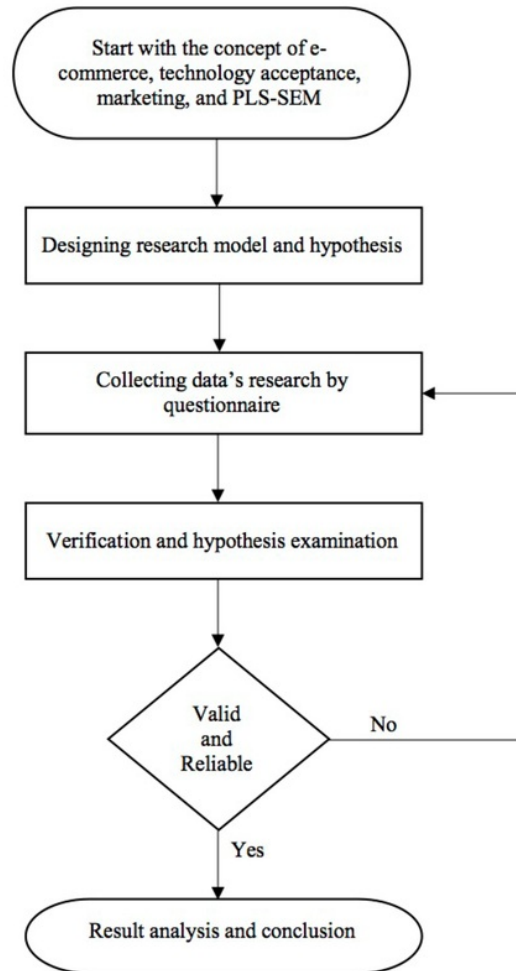 Start with the concept of e-
commerce, technology acceptance,
marketing, and PLS-SEM
Designing research model and hypothesis
Collecting data’s research by
questionnaire
Verification and hypothesis examination
Valid
and
Reliable
No
Yes
Result analysis and conclusion